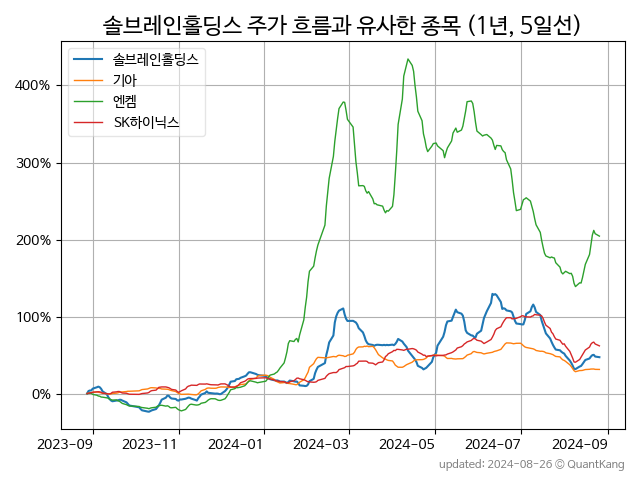 솔브레인홀딩스 주가 흐름과 유사한 종목 (1년, 5일선)
솔브레인홀딩스
기아
엔켐
SK하이닉스
400%
300%
200%
100%
0%
2023-09 2023-11 2024-01 2024-03 2024-05 2024-07 2024-09
updated: 2024-08-26 © QuantKang